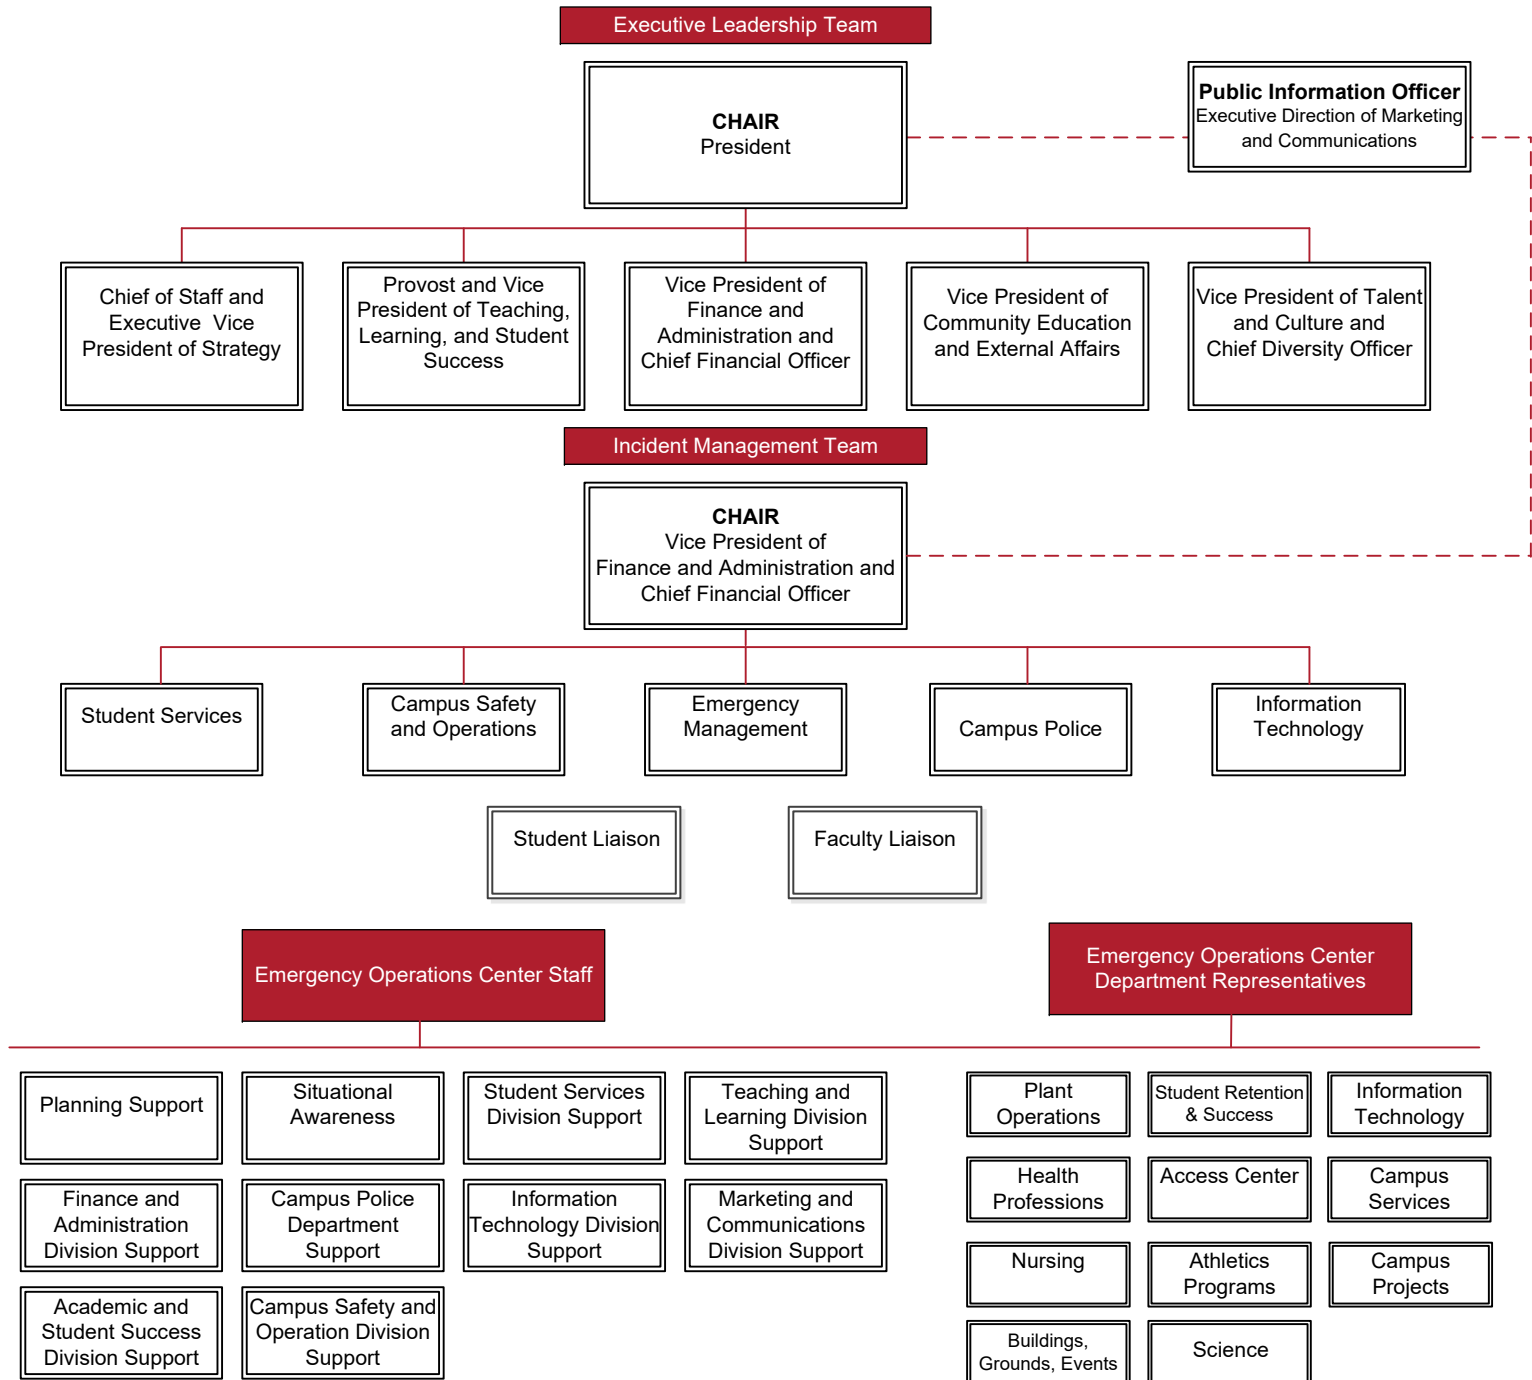 Executive Leadership Team
CHAIR
President
Public Information Officer
Executive Direction of Marketing
and Communications
Chief of Staff and
Executive Vice
President of Strategy
Provost and Vice
President of Teaching,
Learning, and Student
Success
Vice President of
Finance and
Administration and
Chief Financial Officer
Vice President of
Community Education
and External Affairs
Vice President of Talent
and Culture and
Chief Diversity Officer
Incident Management Team
CHAIR
Vice President of
Finance and Administration and
Chief Financial Officer
Student Services
Campus Safety
and Operations
Emergency
Management
Campus Police
Information
Technology
Student Liaison
Faculty Liaison
Emergency Operations Center Staff
Planning Support
Situational
Awareness
Student Services
Division Support
Teaching and
Learning Division
Support
Finance and
Administration
Division Support
Campus Police
Department
Support
Information
Technology Division
Support
Marketing and
Communications
Division Support
Academic and
Student Success
Division Support
Campus Safety and
Operation Division
Support
Emergency Operations Center
Department Representatives
Plant
Operations
Student Retention
& Success
Information
Technology
Health
Professions
Access Center
Campus
Services
Nursing
Athletics
Programs
Campus
Projects
Buildings,
Grounds, Events
Science